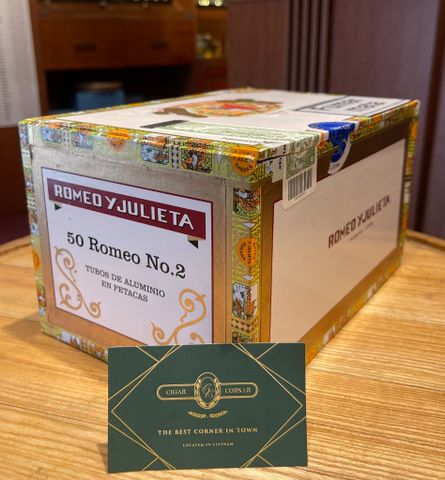 ROMEO Y JULIETA
50 Romeo No.2
TUBOS DE ALUMINIO
EN PETACAS
ROMEO Y JULIETA
CIGAR CORNER
THE BEST CORNER IN TOWN
LOCATED IN VIETNAM